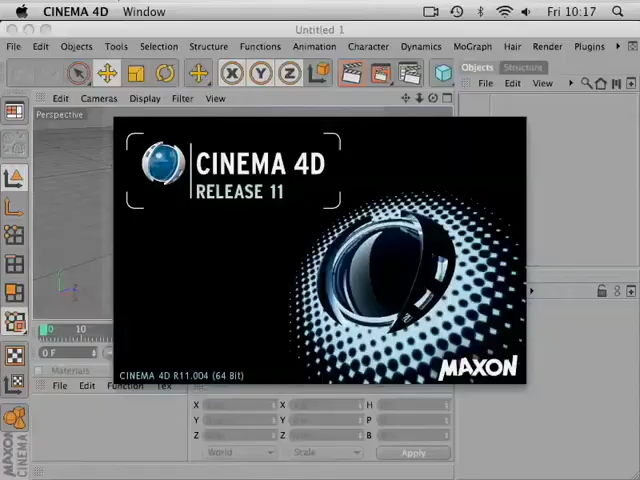 CINEMA 4D Window Fri 10:17
Untitled 1
File Edit Objects Tools Selection Structure Functions Animation Character Dynamics MoGraph Hair Render Plugins
X Y Z
Objects Structure
File Edit View
Edit Cameras Display Filter View
Perspective
CINEMA 4D
RELEASE 11
MAXON
CINEMA 4D R11.004 (64 Bit)
0 10
0 F
Materials
File Edit Function Tex
X X H
Y Y P
Z Z B
World Scale Apply
MAXON
CINEMA